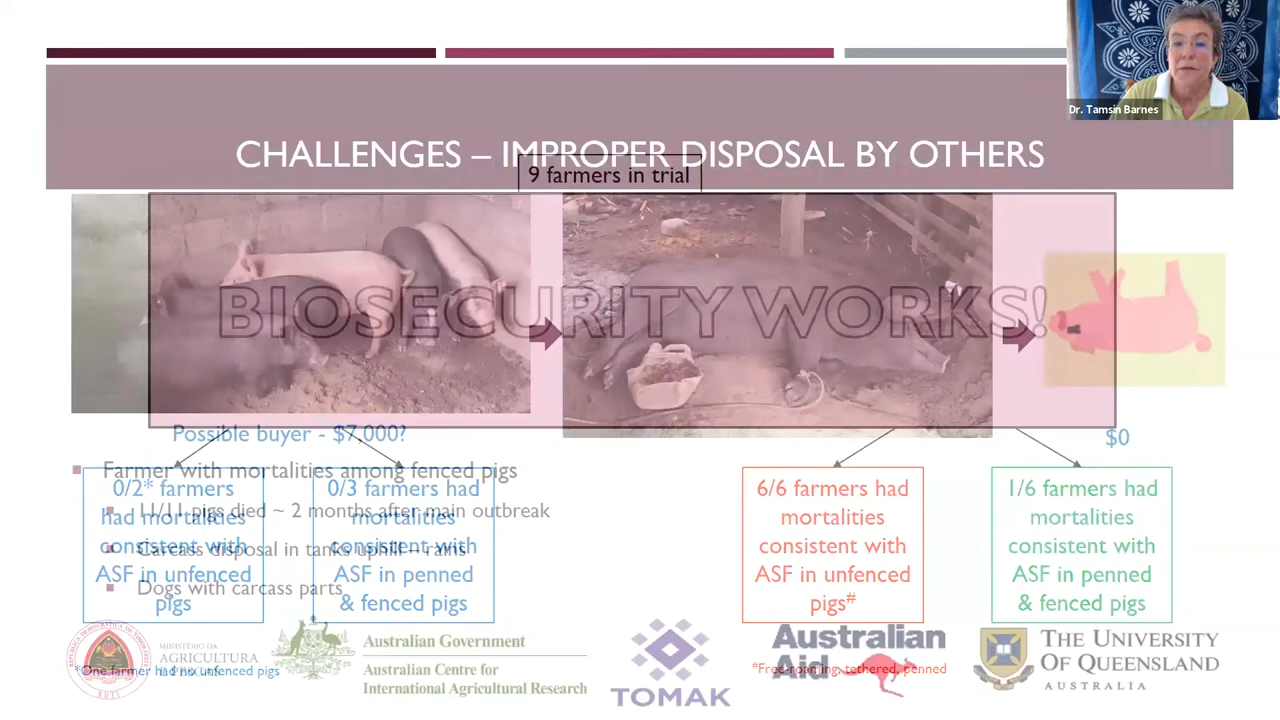 Dr. Tamsin Barnes
CHALLENGES – IMPROPER DISPOSAL BY OTHERS
9 farmers in trial
BIOSECURITY WORKS!
Possible buyer - $7,000?
$0
Farmer with mortalities among fenced pigs
11/11 pigs died ~ 2 months after main outbreak
Carcass disposal in tanks uphill – rains
Dogs with carcass parts
0/2* farmers
had mortalities
consistent with
ASF in unfenced
pigs
0/3 farmers had
mortalities
consistent with
ASF in penned
& fenced pigs
6/6 farmers had
mortalities
consistent with
ASF in unfenced
pigs#
1/6 farmers had
mortalities
consistent with
ASF in penned
& fenced pigs
*One farmer had no unfenced pigs
#Free-roaming, tethered, penned
MINISTÉRIO DA
AGRICULTURA
Australian Government
Australian Centre for
International Agricultural Research
TOMAK
Australian
Aid
THE UNIVERSITY
OF QUEENSLAND
AUSTRALIA